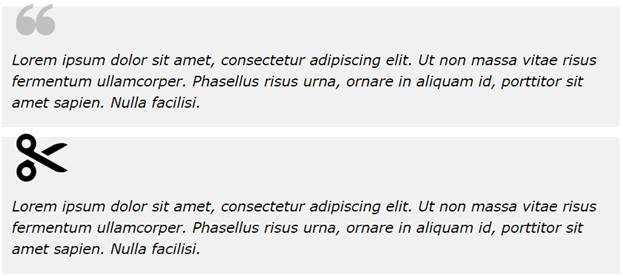 ❝
Lorem ipsum dolor sit amet, consectetur adipiscing elit. Ut non massa vitae risus
fermentum ullamcorper. Phasellus risus urna, ornare in aliquam id, porttitor sit
amet sapien. Nulla facilisi.
Lorem ipsum dolor sit amet, consectetur adipiscing elit. Ut non massa vitae risus
fermentum ullamcorper. Phasellus risus urna, ornare in aliquam id, porttitor sit
amet sapien. Nulla facilisi.